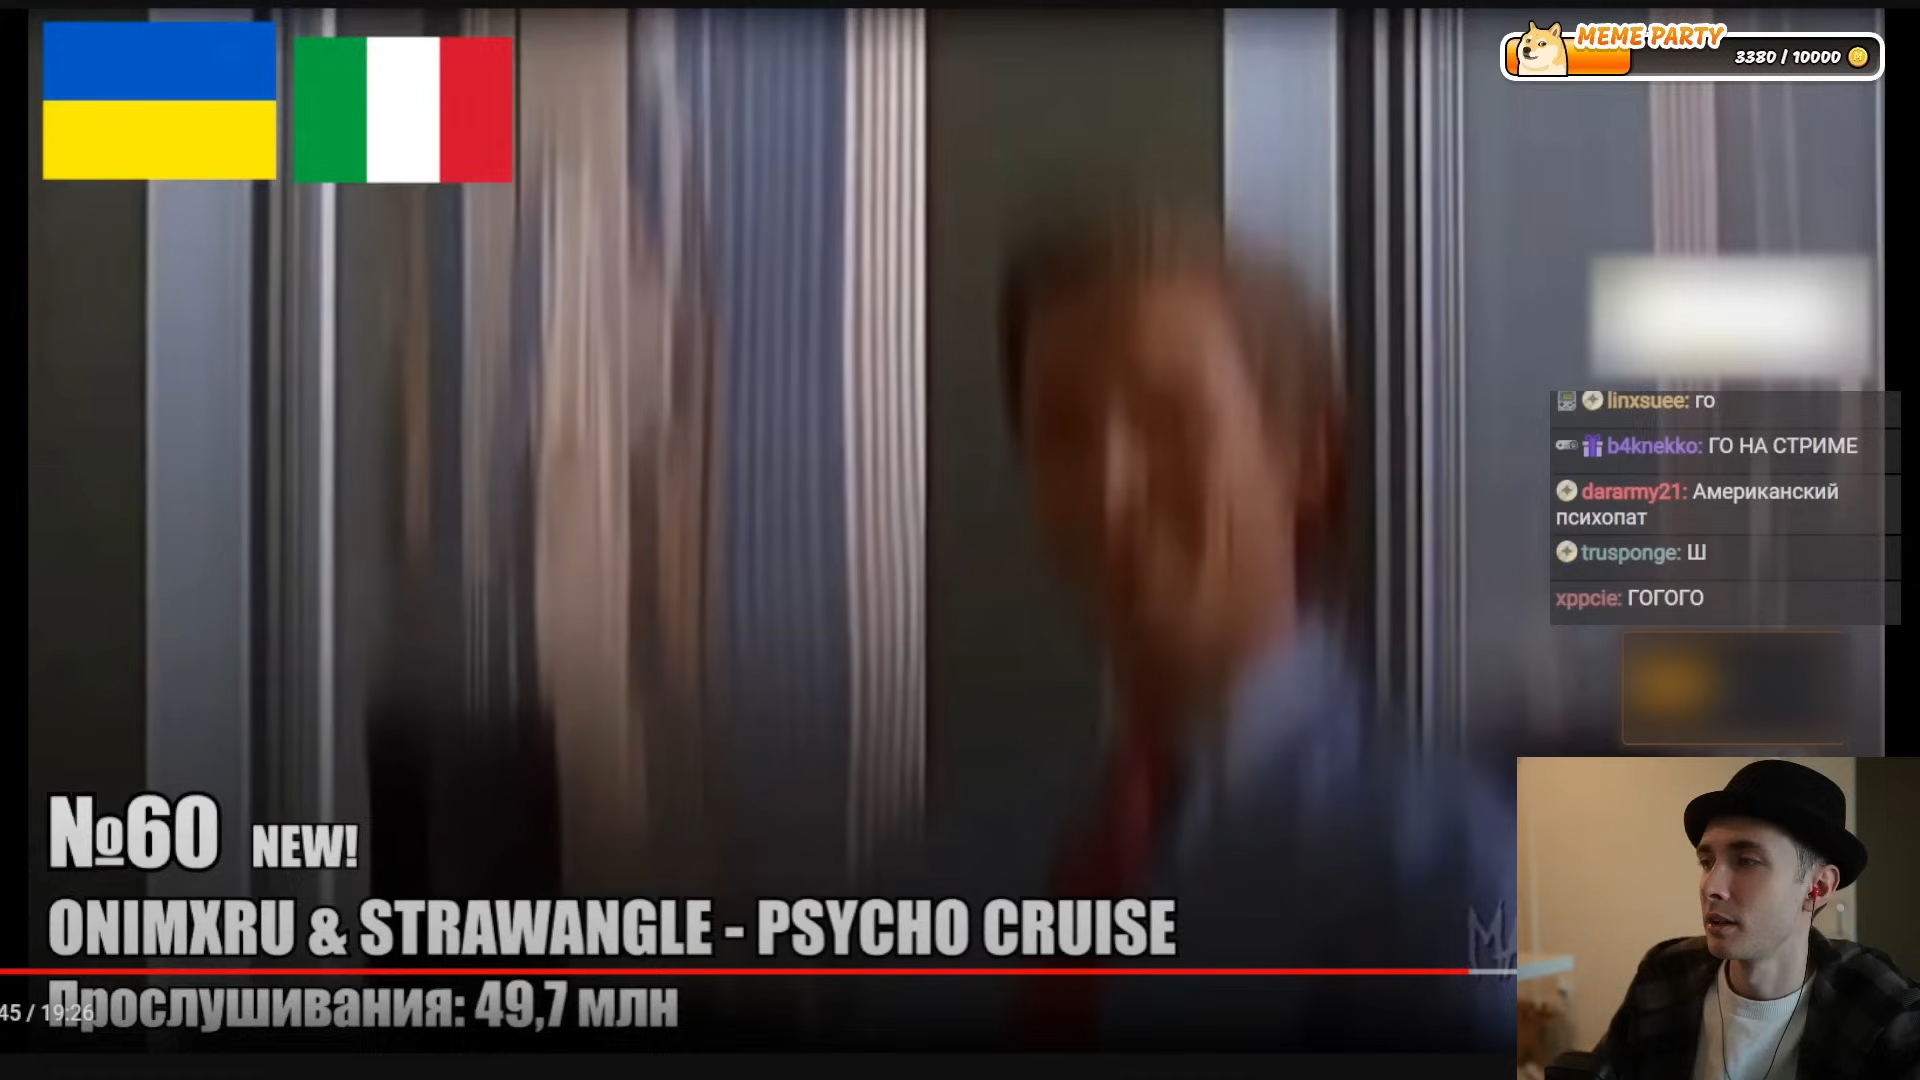 MEME PARTY
3380 / 10000
linxsuee: го
b4knekko: ГО НА СТРИМЕ
dararmy21: Американский
психопат
trusponge: Ш
xppcie: ГОГОГО
№60 NEW!
ONIMXRU & STRAWANGLE - PSYCHO CRUISE
Прослушивания: 49,7 млн
45 / 19:26